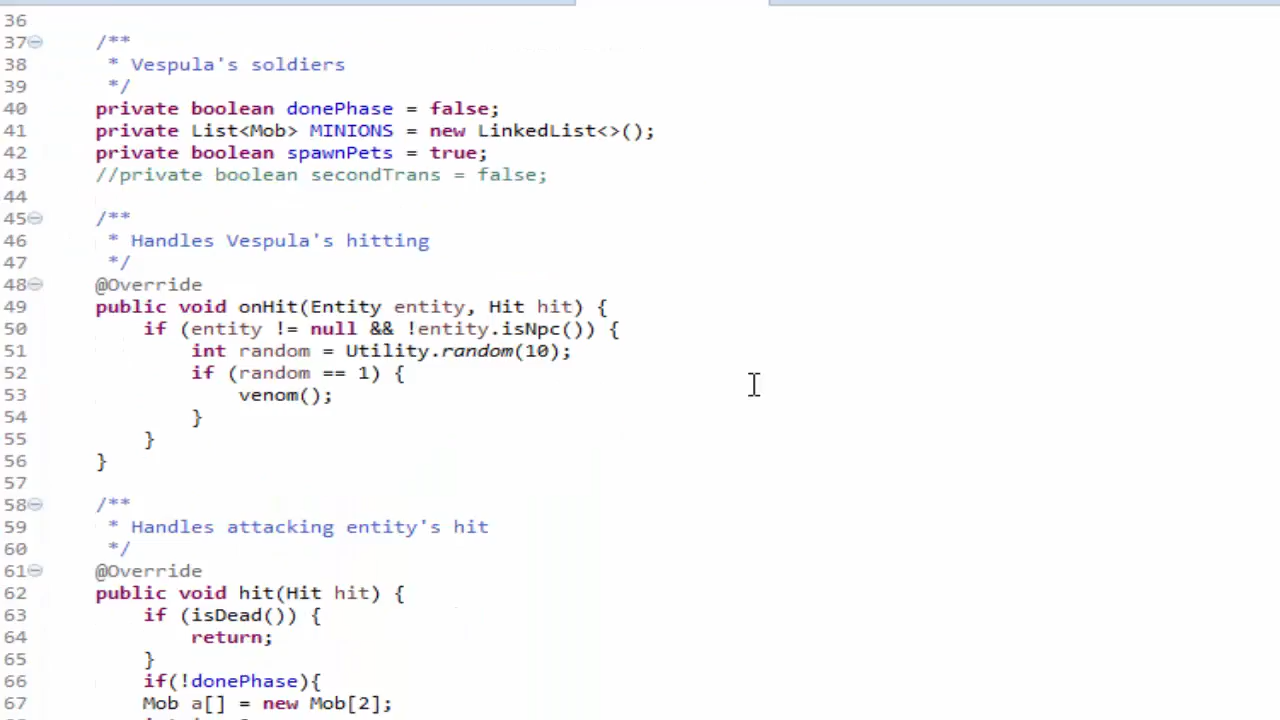 36
37 /**
38 * Vespula's soldiers
39 */
40 private boolean donePhase = false;
41 private List<Mob> MINIONS = new LinkedList<>();
42 private boolean spawnPets = true;
43 //private boolean secondTrans = false;
44
45 /**
46 * Handles Vespula's hitting
47 */
48 @Override
49 public void onHit(Entity entity, Hit hit) {
50 if (entity != null && !entity.isNpc()) {
51 int random = Utility.random(10);
52 if (random == 1) {
53 venom();
54 }
55 }
56 }
57
58 /**
59 * Handles attacking entity's hit
60 */
61 @Override
62 public void hit(Hit hit) {
63 if (isDead()) {
64 return;
65 }
66 if(!donePhase){
67 Mob a[] = new Mob[2];